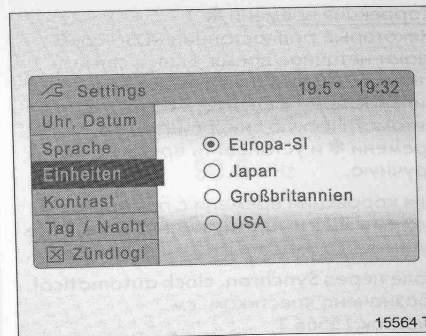 Settings 19.5° 19:32
Uhr, Datum
Sprache
Einheiten
Kontrast
Tag / Nacht
Zündlogi
Europa-SI
Japan
Großbritannien
USA
15564 T